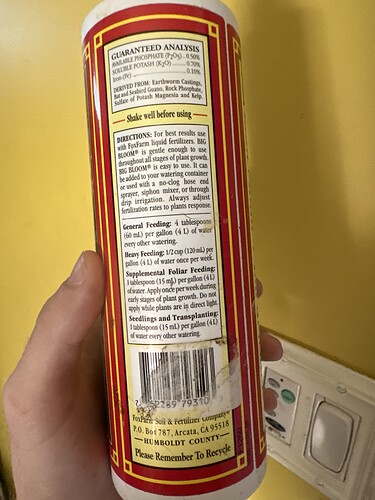 GUARANTEED ANALYSIS
AVAILABLE PHOSPHATE (P₂O₅) .. 0.50%
SOLUBLE POTASH (K₂O) ..... 0.70%
Iron (Fe) ..... 0.10%
DERIVED FROM: Earthworm Castings,
Bat and Seabird Guano, Rock Phosphate,
Sulfate of Potash Magnesia and Kelp.
Shake well before using
DIRECTIONS: For best results use
with FoxFarm liquid fertilizers. BIG
BLOOM® is gentle enough to use
throughout all stages of plant growth.
BIG BLOOM® is easy to use. It can
be added to your watering container
or used with a no-clog hose end
sprayer, siphon mixer, or through
drip irrigation. Always adjust
fertilization rates to plants response.
General Feeding: 4 tablespoons
(60 mL) per gallon (4 L) of water
every other watering.
Heavy Feeding: 1/2 cup (120 mL) per
gallon (4 L) of water once per week.
Supplemental Foliar Feeding:
1 tablespoon (15 mL) per gallon (4 L)
of water. Apply once per week during
early stages of plant growth. Do not
apply while plants are in direct light.
Seedlings and Transplanting:
1 tablespoon (15 mL) per gallon (4 L)
of water every other watering.
FoxFarm Soil & Fertilizer Company®
P.O. Box 787, Arcata, CA 95518
HUMBOLDT COUNTY
Please Remember To Recycle